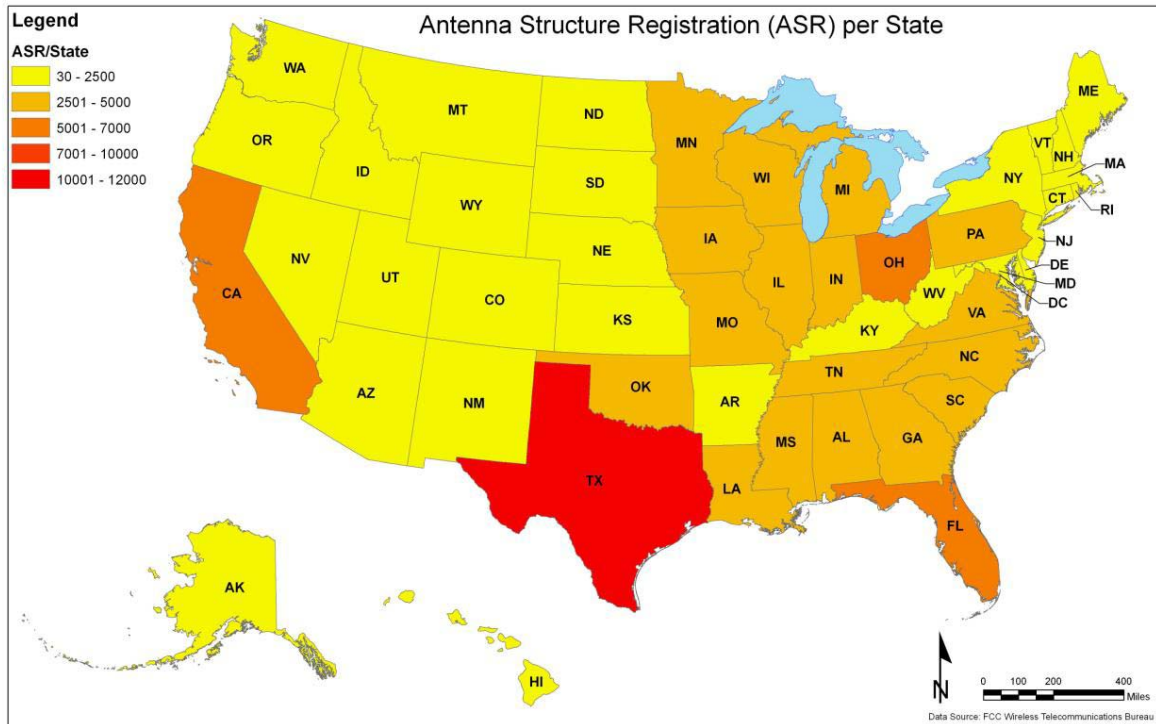 Legend
Antenna Structure Registration (ASR) per State
ASR/State
30 - 2500
2501 - 5000
5001 - 7000
7001 - 10000
10001 - 12000
WA
MT
ND
MN
ME
OR
ID
SD
WI
MI
VT
NH
MA
NY
WY
CT
RI
IA
PA
NE
NJ
NV
UT
CO
IL
IN
OH
DE
MD
DC
WV
CA
KS
MO
KY
VA
AZ
NM
OK
TN
NC
AR
SC
MS
AL
GA
TX
LA
FL
AK
HI
N
0 100 200 400
Miles
Data Source: FCC Wireless Telecommunications Bureau